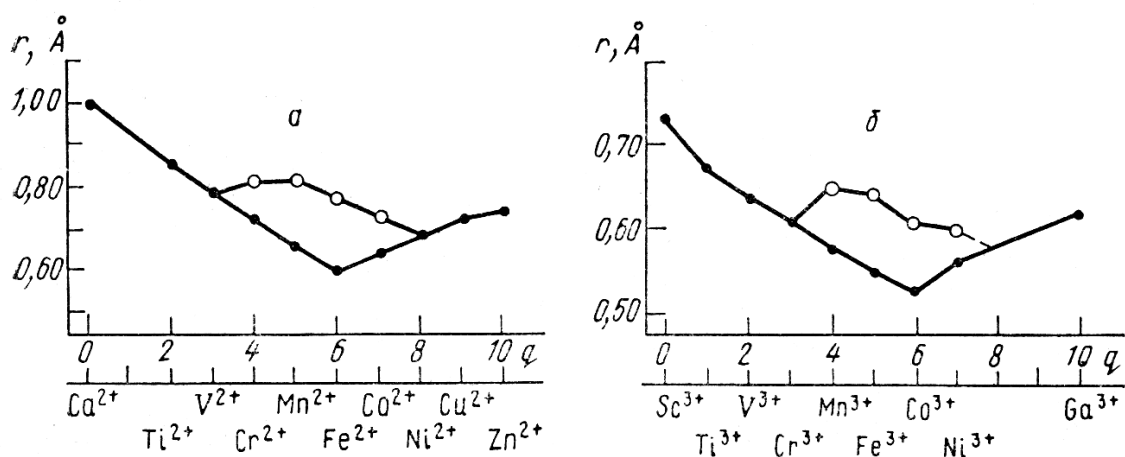 r, Å
1,00
0,80
0,60
а
0 2 4 6 8 10 q
Ca²⁺ V²⁺ Mn²⁺ Co²⁺ Cu²⁺
Ti²⁺ Cr²⁺ Fe²⁺ Ni²⁺ Zn²⁺
r, Å
0,70
0,60
0,50
б
0 2 4 6 8 10 q
Sc³⁺ V³⁺ Mn³⁺ Co³⁺ Ga³⁺
Ti³⁺ Cr³⁺ Fe³⁺ Ni³⁺